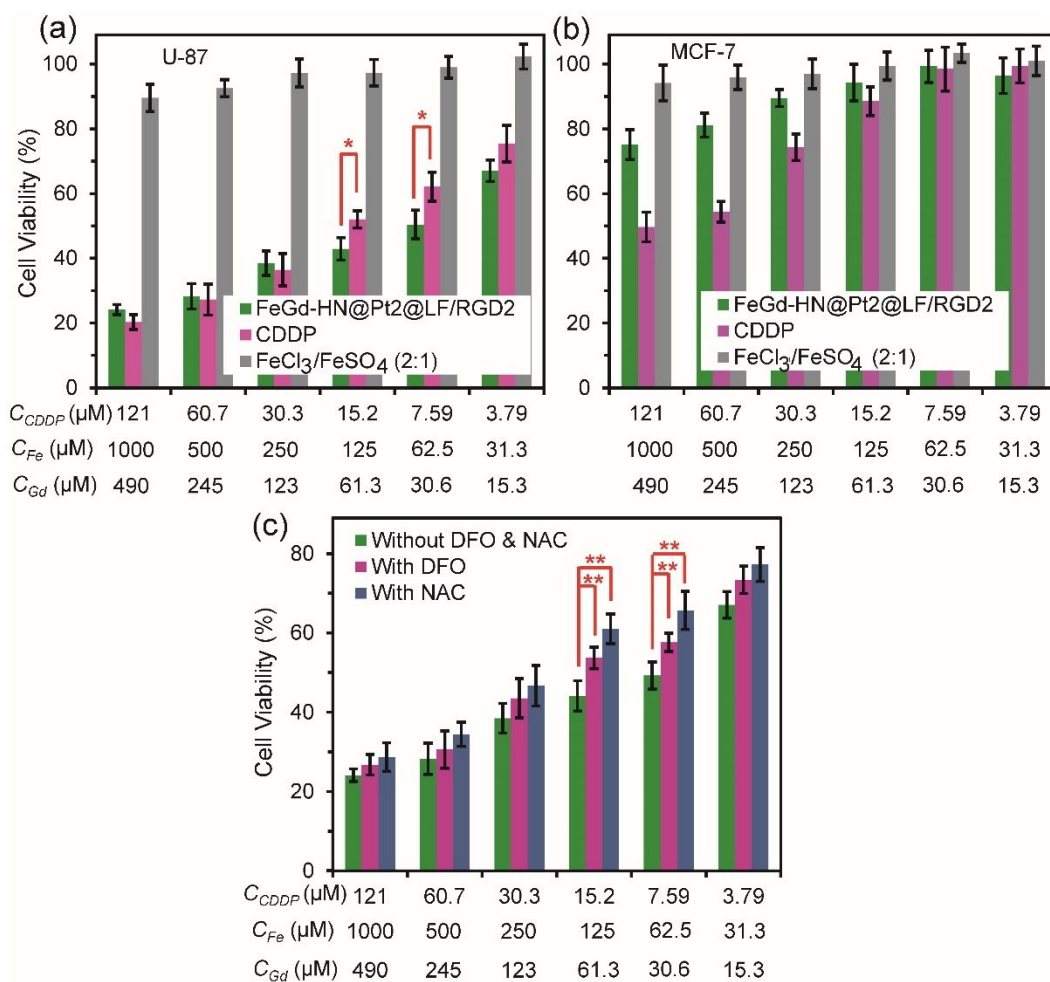 (a)
U-87
Cell Viability (%)
100
80
60
40
20
0
*
*
FeGd-HN@Pt2@LF/RGD2
CDDP
FeCl3/FeSO4 (2:1)
CCDDP (µM) 121 60.7 30.3 15.2 7.59 3.79
CFe (µM) 1000 500 250 125 62.5 31.3
CGd (µM) 490 245 123 61.3 30.6 15.3
(b)
MCF-7
Cell Viability (%)
100
80
60
40
20
0
FeGd-HN@Pt2@LF/RGD2
CDDP
FeCl3/FeSO4 (2:1)
121 60.7 30.3 15.2 7.59 3.79
1000 500 250 125 62.5 31.3
490 245 123 61.3 30.6 15.3
(c)
Without DFO & NAC
With DFO
With NAC
Cell Viability (%)
80
60
40
20
0
**
**
**
**
CCDDP (µM) 121 60.7 30.3 15.2 7.59 3.79
CFe (µM) 1000 500 250 125 62.5 31.3
CGd (µM) 490 245 123 61.3 30.6 15.3